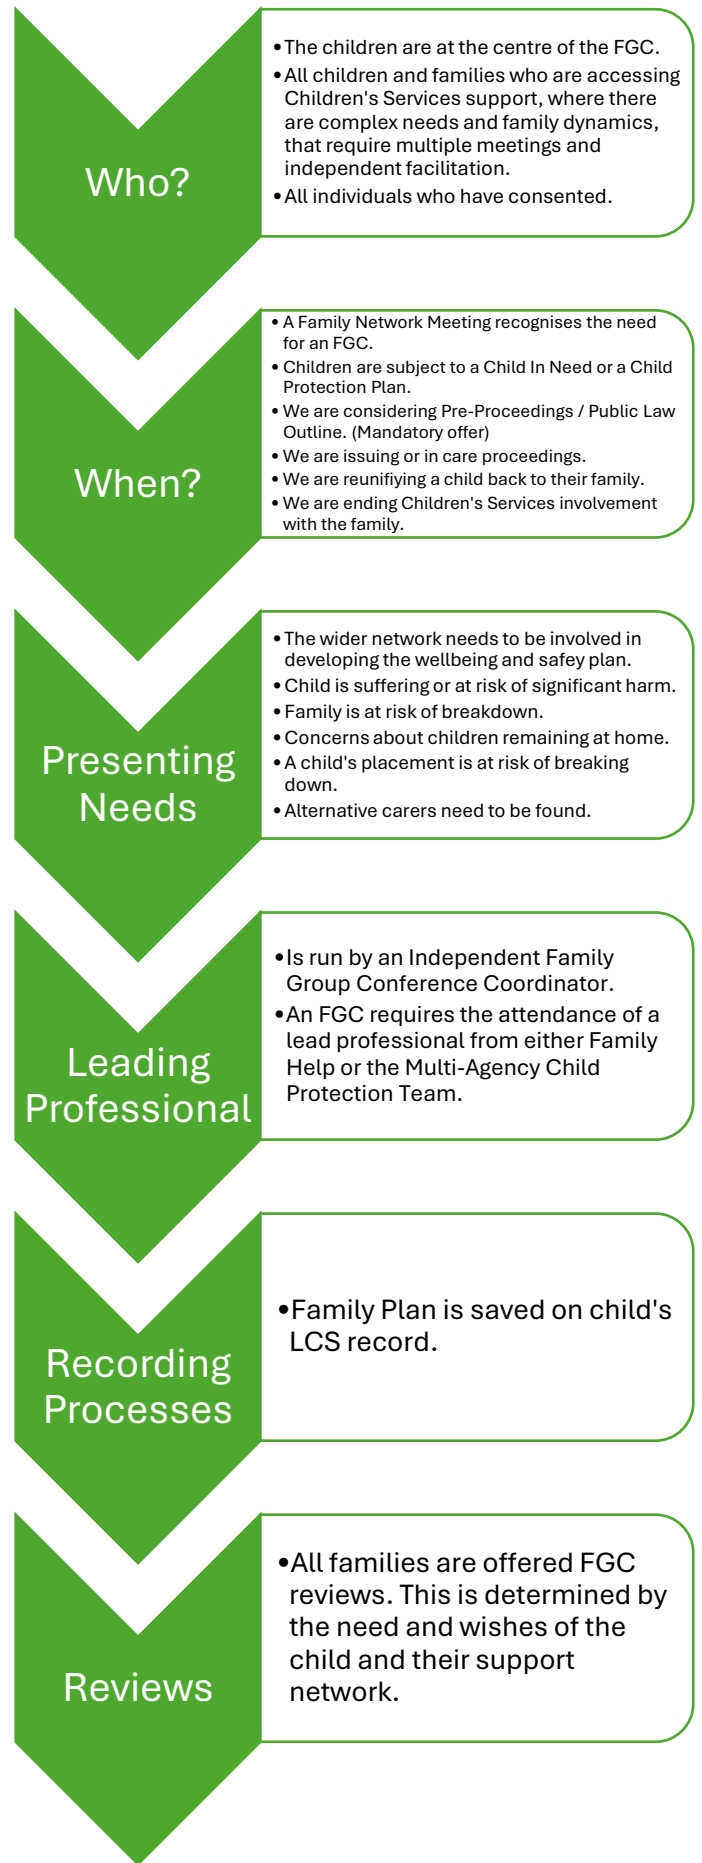 Who?
•The children are at the centre of the FGC.
•All children and families who are accessing
Children's Services support, where there
are complex needs and family dynamics,
that require multiple meetings and
independent facilitation.
•All individuals who have consented.
When?
•A Family Network Meeting recognises the need
for an FGC.
•Children are subject to a Child In Need or a Child
Protection Plan.
•We are considering Pre-Proceedings / Public Law
Outline. (Mandatory offer)
•We are issuing or in care proceedings.
•We are reunifiying a child back to their family.
•We are ending Children's Services involvement
with the family.
Presenting
Needs
•The wider network needs to be involved in
developing the wellbeing and safey plan.
•Child is suffering or at risk of significant harm.
•Family is at risk of breakdown.
•Concerns about children remaining at home.
•A child's placement is at risk of breaking
down.
•Alternative carers need to be found.
Leading
Professional
•Is run by an Independent Family
Group Conference Coordinator.
•An FGC requires the attendance of a
lead professional from either Family
Help or the Multi-Agency Child
Protection Team.
Recording
Processes
•Family Plan is saved on child's
LCS record.
Reviews
•All families are offered FGC
reviews. This is determined by
the need and wishes of the
child and their support
network.